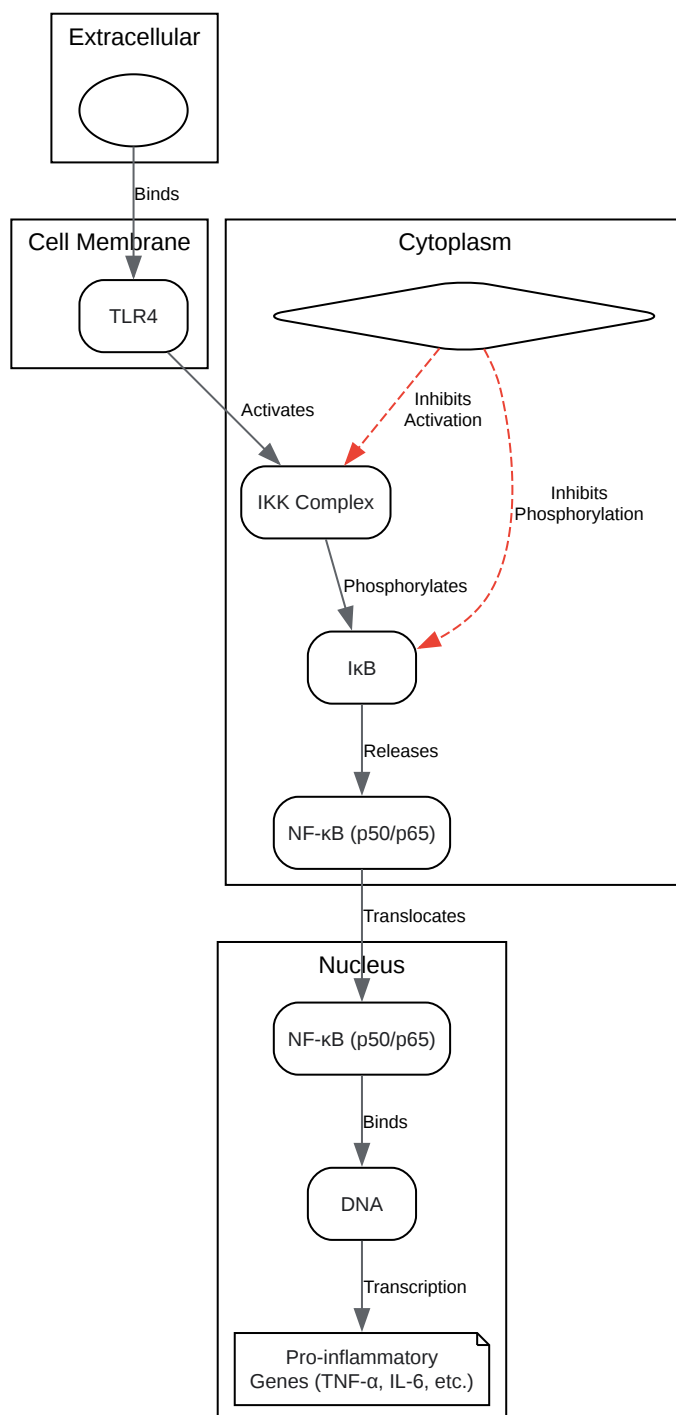 Extracellular
Binds
Cell Membrane
TLR4
Cytoplasm
Activates
Inhibits
Activation
IKK Complex
Inhibits
Phosphorylation
Phosphorylates
IκB
Releases
NF-κB (p50/p65)
Translocates
Nucleus
NF-κB (p50/p65)
Binds
DNA
Transcription
Pro-inflammatory
Genes (TNF-α, IL-6, etc.)